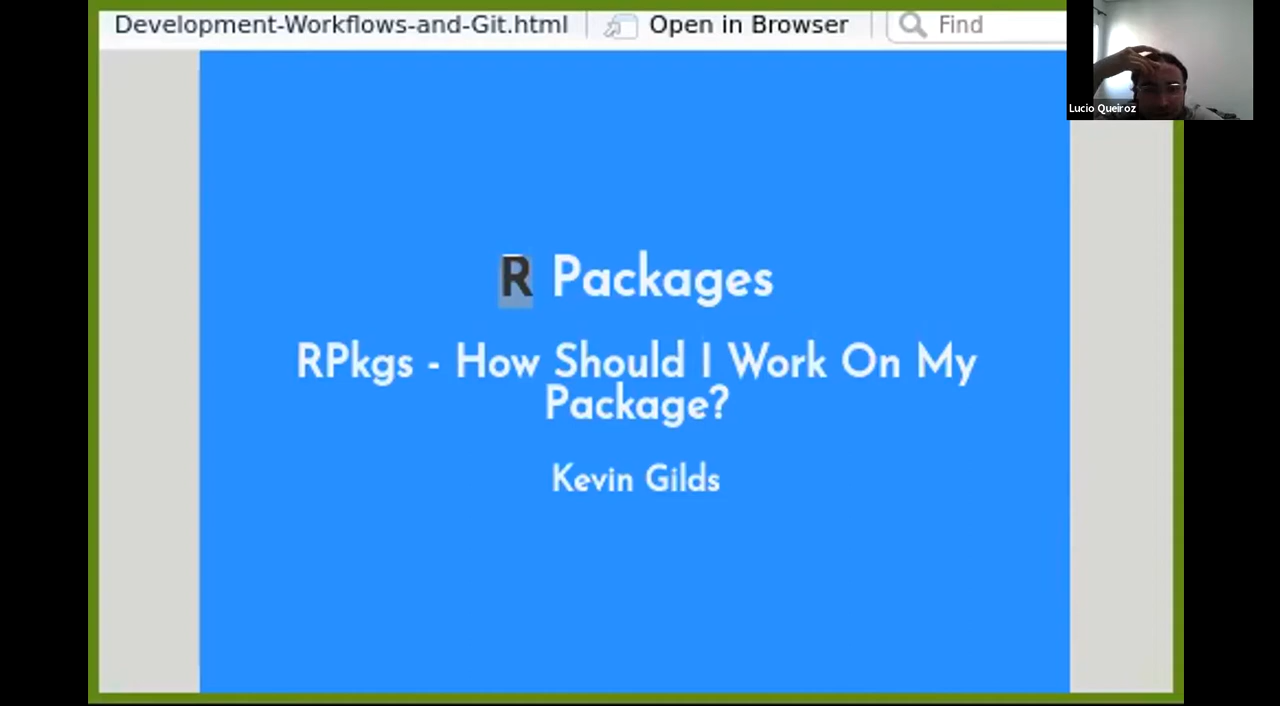 Development-Workflows-and-Git.html
Open in Browser
Find
Lucio Queiroz
R Packages
RPkgs - How Should I Work On My
Package?
Kevin Gilds